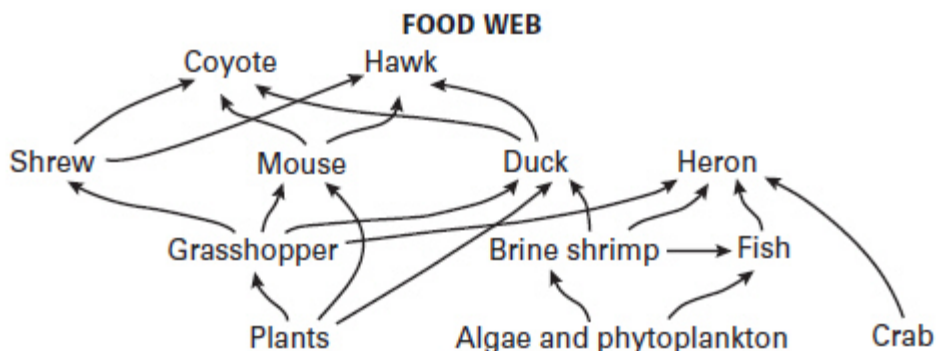 FOOD WEB
Coyote Hawk
Shrew Mouse Duck Heron
Grasshopper Brine shrimp Fish
Plants Algae and phytoplankton Crab